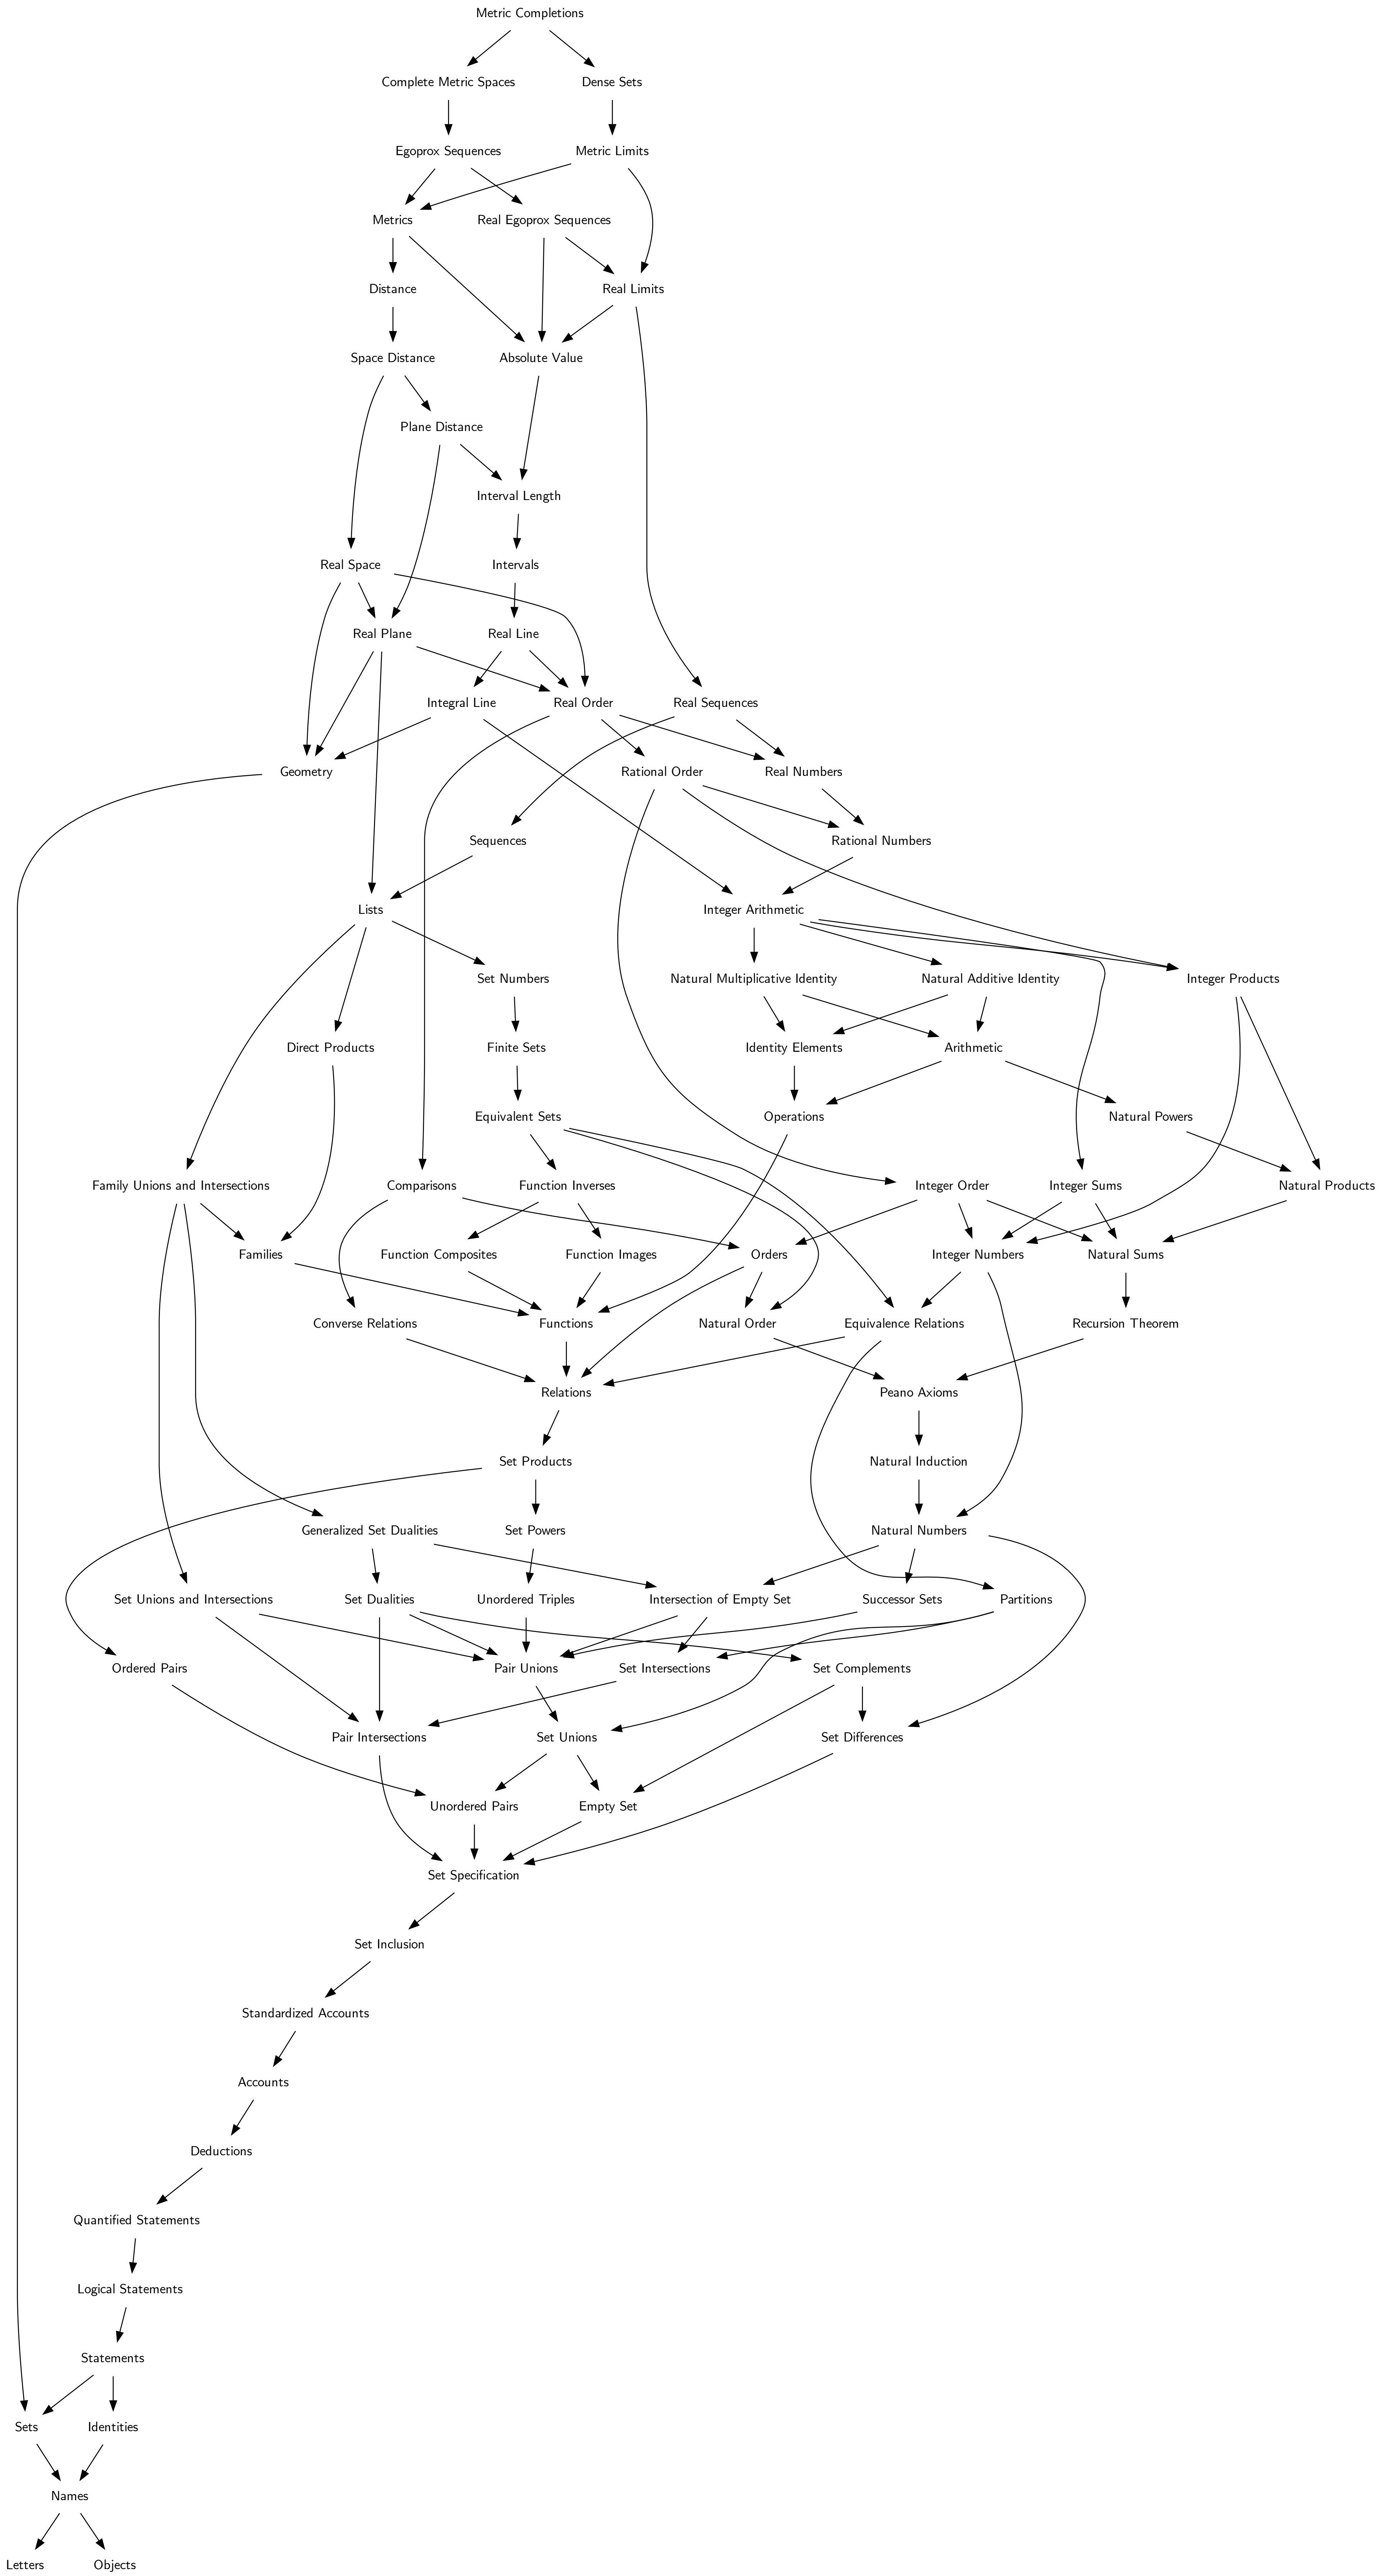 Metric Completions
Complete Metric Spaces
Dense Sets
Egoprox Sequences
Metric Limits
Metrics
Real Egoprox Sequences
Distance
Real Limits
Space Distance
Absolute Value
Plane Distance
Interval Length
Real Space
Intervals
Real Plane
Real Line
Integral Line
Real Order
Real Sequences
Geometry
Rational Order
Real Numbers
Sequences
Rational Numbers
Lists
Integer Arithmetic
Set Numbers
Natural Multiplicative Identity
Natural Additive Identity
Integer Products
Direct Products
Finite Sets
Identity Elements
Arithmetic
Equivalent Sets
Operations
Natural Powers
Family Unions and Intersections
Comparisons
Function Inverses
Integer Order
Integer Sums
Natural Products
Families
Function Composites
Function Images
Orders
Integer Numbers
Natural Sums
Converse Relations
Functions
Natural Order
Equivalence Relations
Recursion Theorem
Relations
Peano Axioms
Set Products
Natural Induction
Generalized Set Dualities
Set Powers
Natural Numbers
Set Unions and Intersections
Set Dualities
Unordered Triples
Intersection of Empty Set
Successor Sets
Partitions
Ordered Pairs
Pair Unions
Set Intersections
Set Complements
Pair Intersections
Set Unions
Set Differences
Unordered Pairs
Empty Set
Set Specification
Set Inclusion
Standardized Accounts
Accounts
Deductions
Quantified Statements
Logical Statements
Statements
Sets
Identities
Names
Letters
Objects